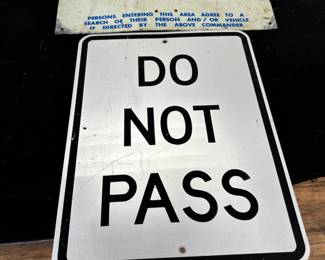 PERSONS ENTERING THIS AREA AGREE TO A
SEARCH OF THEIR PERSON AND/OR VEHICLE
IF DIRECTED BY THE ABOVE COMMANDER.
DO
NOT
PASS